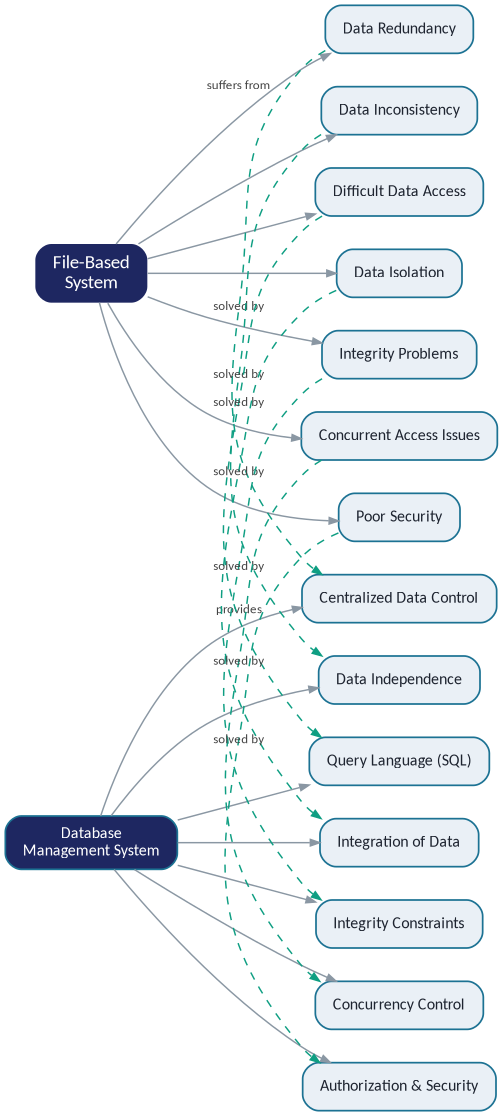 Data Redundancy
suffers from
Data Inconsistency
Difficult Data Access
File-Based
System
Data Isolation
solved by
Integrity Problems
solved by
solved by
Concurrent Access Issues
solved by
Poor Security
solved by
Centralized Data Control
provides
solved by
Data Independence
solved by
Query Language (SQL)
Database
Management System
Integration of Data
Integrity Constraints
Concurrency Control
Authorization & Security